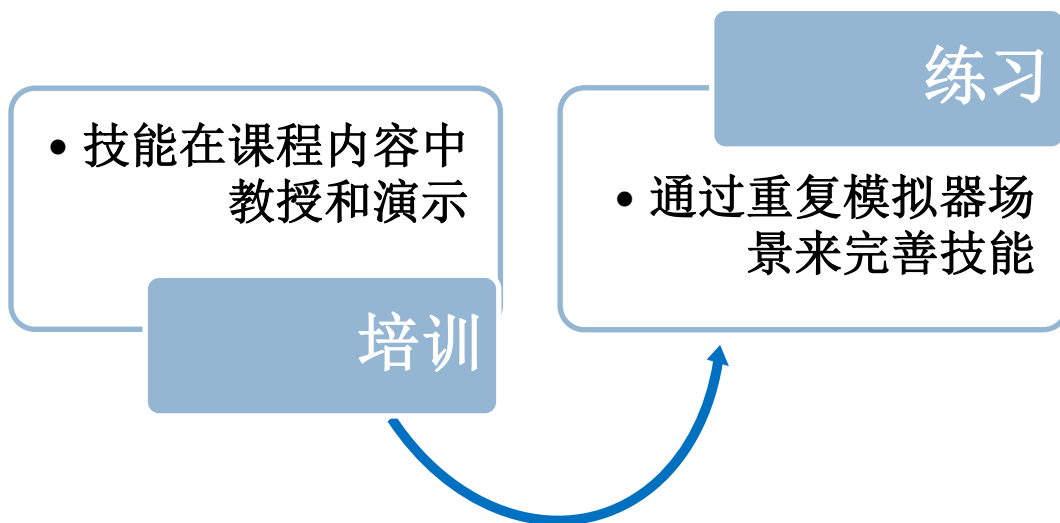 • 技能在课程内容中
教授和演示
培训
练习
• 通过重复模拟器场
景来完善技能